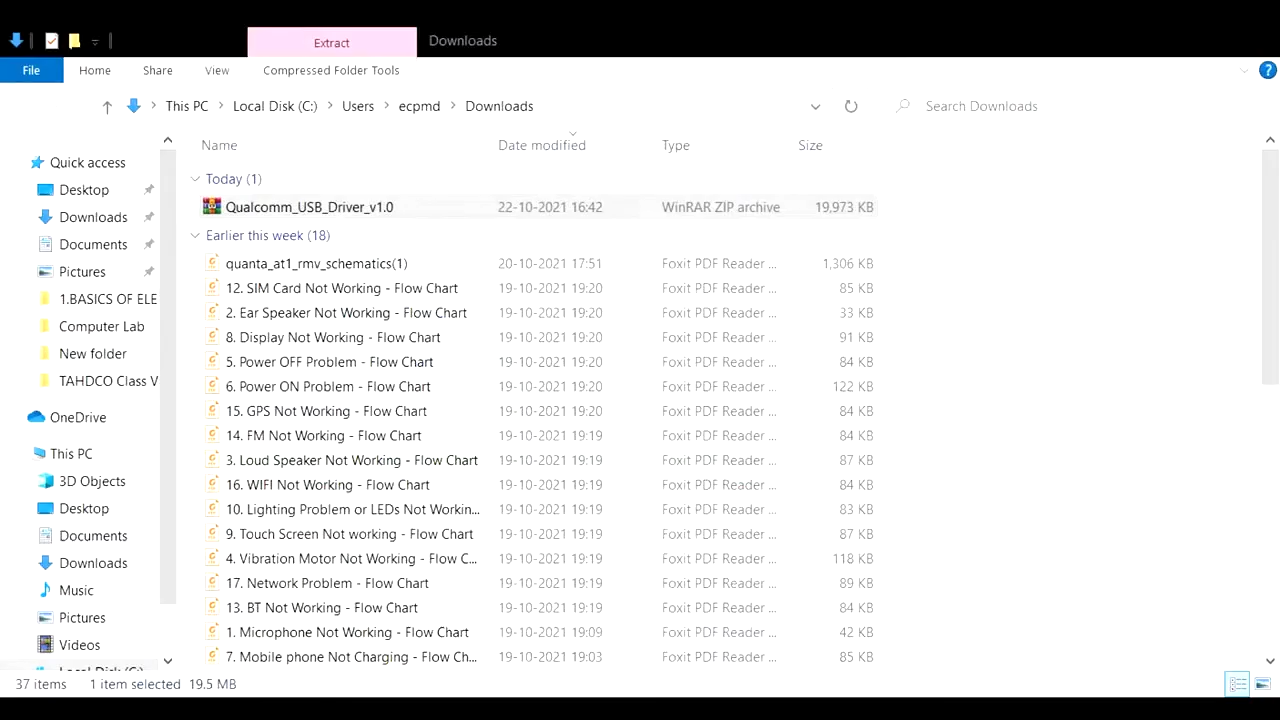 Extract Downloads
File Home Share View Compressed Folder Tools ?
This PC Local Disk (C:) Users ecpmd Downloads Search Downloads
Name Date modified Type Size
Quick access
Desktop
Downloads
Documents
Pictures
1.BASICS OF ELE
Computer Lab
New folder
TAHDCO Class V
OneDrive
This PC
3D Objects
Desktop
Documents
Downloads
Music
Pictures
Videos
Local Disk (C:)
Today (1)
Qualcomm_USB_Driver_v1.0 22-10-2021 16:42 WinRAR ZIP archive 19,973 KB
Earlier this week (18)
quanta_at1_rmv_schematics(1) 20-10-2021 17:51 Foxit PDF Reader ... 1,306 KB
12. SIM Card Not Working - Flow Chart 19-10-2021 19:20 Foxit PDF Reader ... 85 KB
2. Ear Speaker Not Working - Flow Chart 19-10-2021 19:20 Foxit PDF Reader ... 33 KB
8. Display Not Working - Flow Chart 19-10-2021 19:20 Foxit PDF Reader ... 91 KB
5. Power OFF Problem - Flow Chart 19-10-2021 19:20 Foxit PDF Reader ... 84 KB
6. Power ON Problem - Flow Chart 19-10-2021 19:20 Foxit PDF Reader ... 122 KB
15. GPS Not Working - Flow Chart 19-10-2021 19:20 Foxit PDF Reader ... 84 KB
14. FM Not Working - Flow Chart 19-10-2021 19:19 Foxit PDF Reader ... 84 KB
3. Loud Speaker Not Working - Flow Chart 19-10-2021 19:19 Foxit PDF Reader ... 87 KB
16. WIFI Not Working - Flow Chart 19-10-2021 19:19 Foxit PDF Reader ... 84 KB
10. Lighting Problem or LEDs Not Workin... 19-10-2021 19:19 Foxit PDF Reader ... 83 KB
9. Touch Screen Not working - Flow Chart 19-10-2021 19:19 Foxit PDF Reader ... 87 KB
4. Vibration Motor Not Working - Flow C... 19-10-2021 19:19 Foxit PDF Reader ... 118 KB
17. Network Problem - Flow Chart 19-10-2021 19:19 Foxit PDF Reader ... 89 KB
13. BT Not Working - Flow Chart 19-10-2021 19:19 Foxit PDF Reader ... 84 KB
1. Microphone Not Working - Flow Chart 19-10-2021 19:09 Foxit PDF Reader ... 42 KB
7. Mobile phone Not Charging - Flow Ch... 19-10-2021 19:03 Foxit PDF Reader ... 85 KB
37 items 1 item selected 19.5 MB